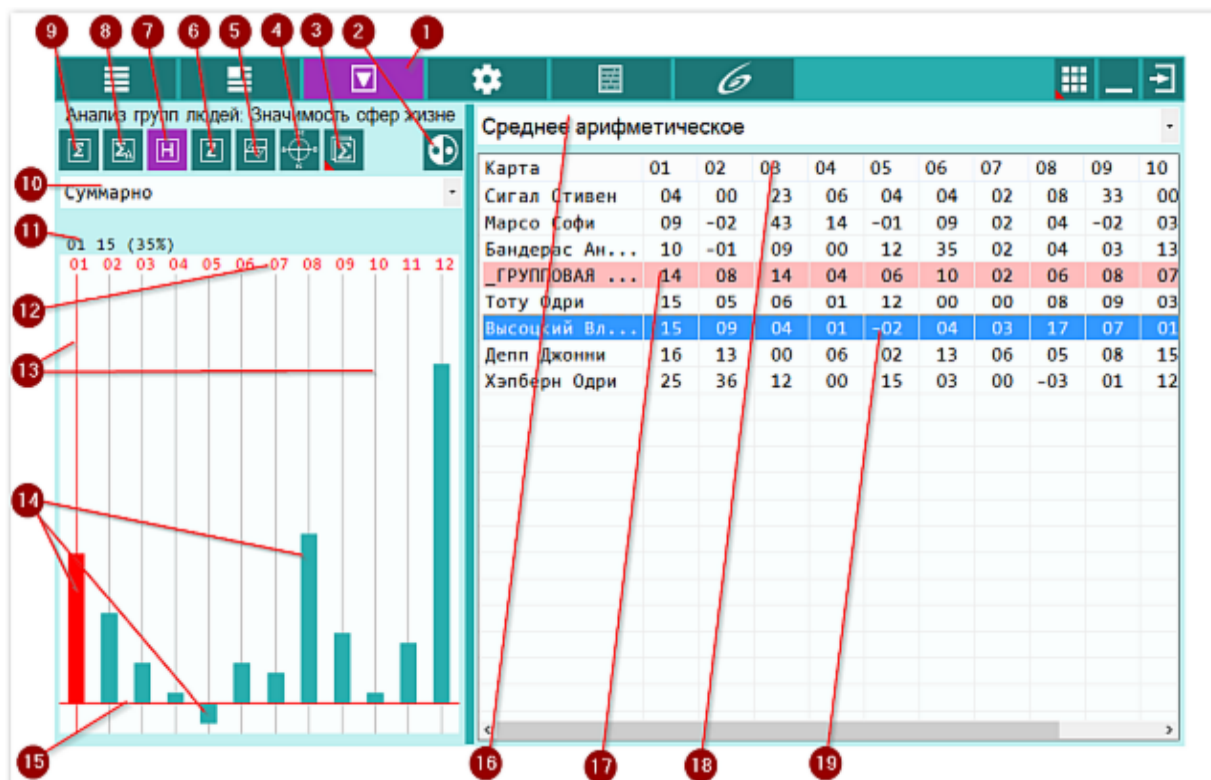 9 8 7 6 5 4 3 2 1
Анализ групп людей: Значимость сфер жизне
Среднее арифметическое
10
Суммарно
11
01 15 (35%)
01 02 03 04 05 06 07 08 09 10 11 12
12
13
14
15
Карта 01 02 03 04 05 06 07 08 09 10
Сигал Стивен 04 00 23 06 04 04 02 08 33 00
Марсо Софи 09 -02 43 14 -01 09 02 04 -02 03
Бандерас Ан... 10 -01 09 00 12 35 02 04 03 13
_ГРУППОВАЯ ... 14 08 14 04 06 10 02 06 08 07
Тоту Одри 15 05 06 01 12 00 00 08 09 03
Высоцкий Вл... 15 09 04 01 -02 04 03 17 07 01
Депп Джонни 16 13 00 06 02 13 06 05 08 15
Хэпберн Одри 25 36 12 00 15 03 00 -03 01 12
16 17 18 19